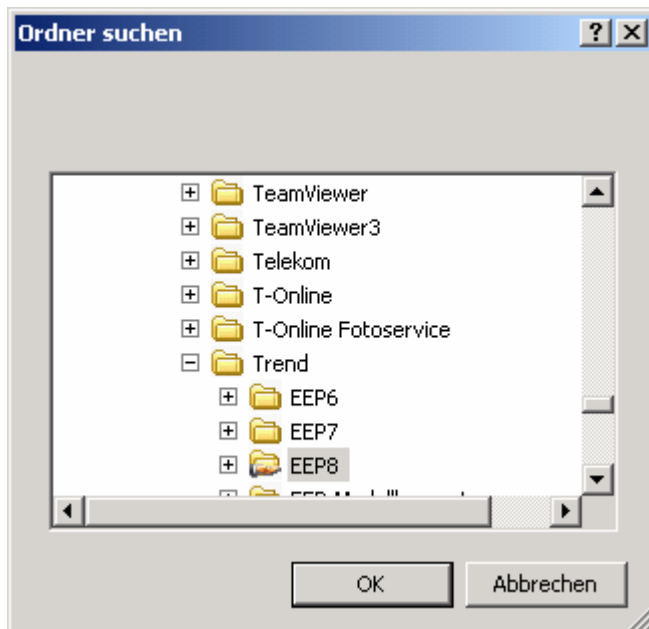 Ordner suchen
TeamViewer
TeamViewer3
Telekom
T-Online
T-Online Fotoservice
Trend
EEP6
EEP7
EEP8
OK
Abbrechen